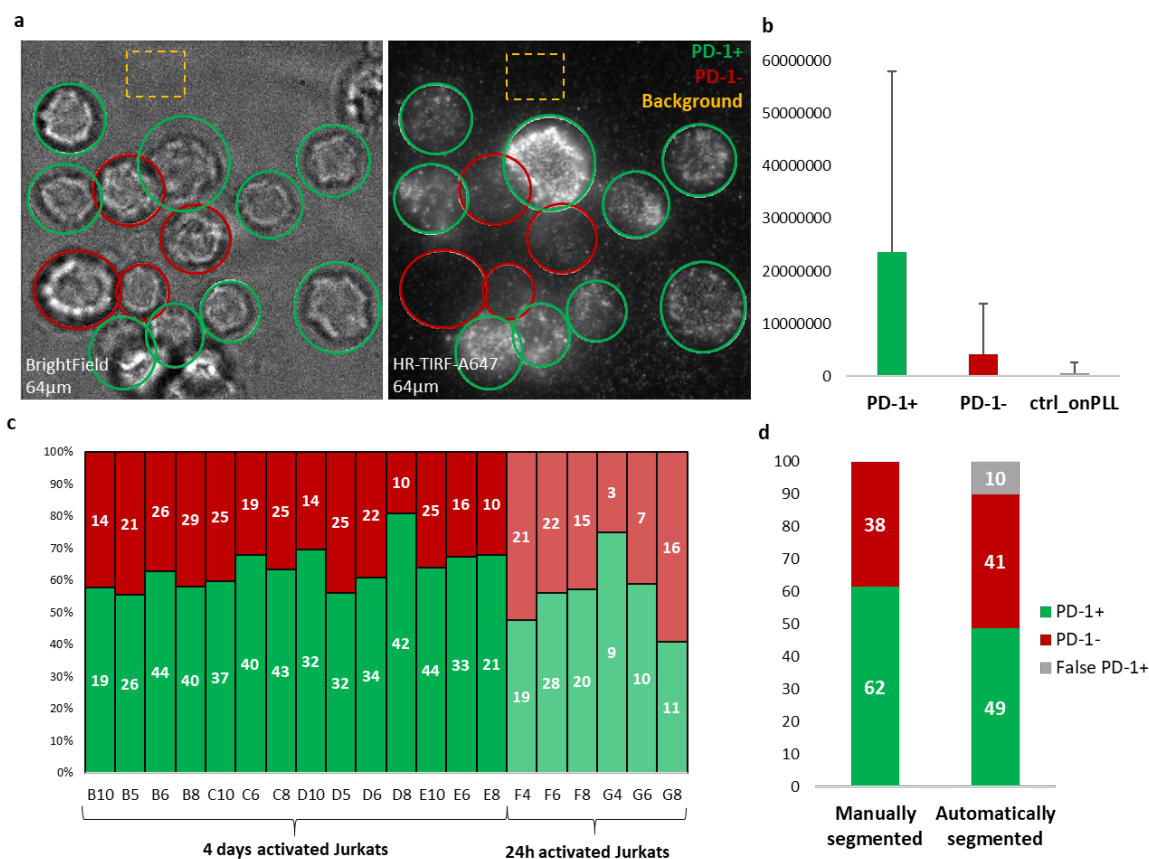 a
PD-1+
PD-1-
Background
BrightField
64µm
HR-TIRF-A647
64µm
b
60000000
50000000
40000000
30000000
20000000
10000000
0
PD-1+ PD-1- ctrl_onPLL
c
100%
90%
80%
70%
60%
50%
40%
30%
20%
10%
0%
14 21 26 29 25 19 25 14 25 22 10 25 16 10 21 22 15 3 7 16
19 26 44 40 37 40 43 32 32 34 42 44 33 21 19 28 20 9 10 11
B10 B5 B6 B8 C10 C6 C8 D10 D5 D6 D8 E10 E6 E8 F4 F6 F8 G4 G6 G8
4 days activated Jurkats 24h activated Jurkats
d
100
90
80
70
60
50
40
30
20
10
0
38
62
10
41
49
Manually
segmented
Automatically
segmented
PD-1+
PD-1-
False PD-1+